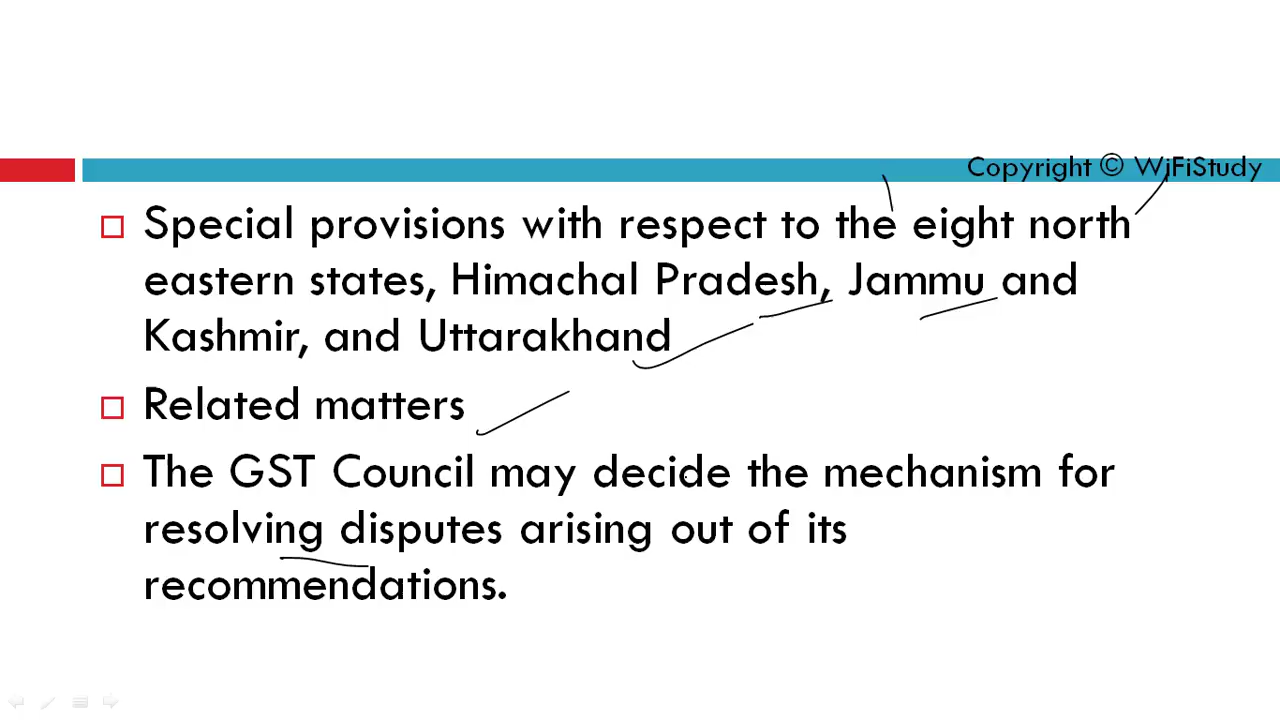 Copyright © WiFiStudy
Special provisions with respect to the eight north
eastern states, Himachal Pradesh, Jammu and
Kashmir, and Uttarakhand
Related matters
The GST Council may decide the mechanism for
resolving disputes arising out of its
recommendations.